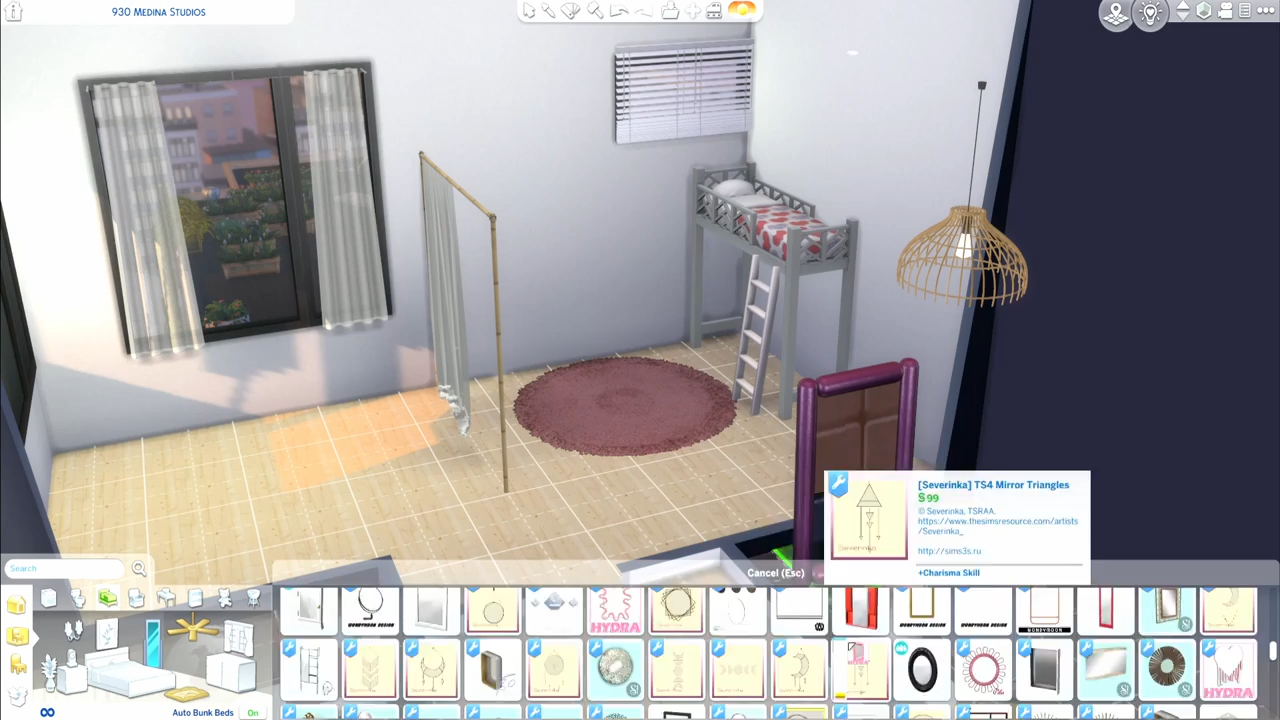 930 Medina Studios
[Severinka] TS4 Mirror Triangles
§99
© Severinka, TSRAA.
https://www.thesimsresource.com/artists
/Severinka_
http://sims3s.ru
+Charisma Skill
Severinka
Cancel (Esc)
Search
HYDRA
HYDRA
Auto Bunk Beds
On